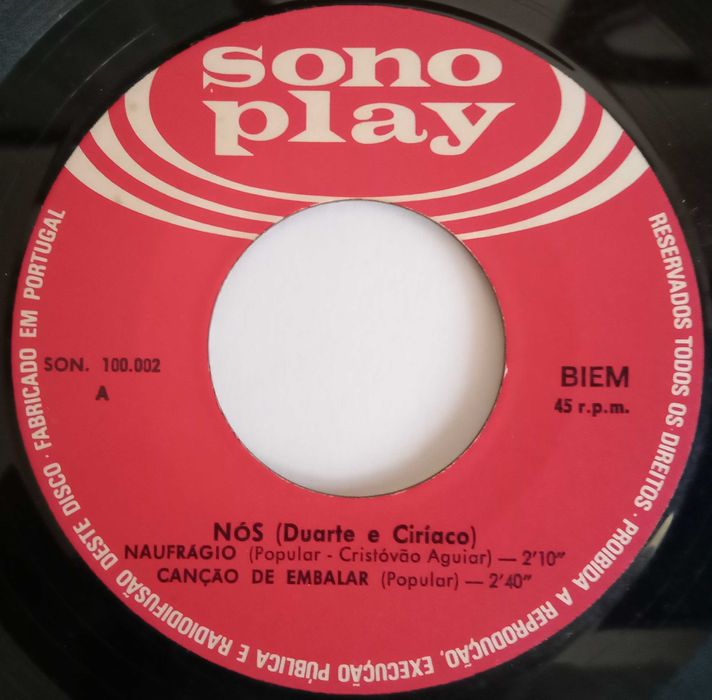 sono
play
SON. 100.002
A
BIEM
45 r.p.m.
NÓS (Duarte e Ciríaco)
NAUFRÁGIO (Popular - Cristóvão Aguiar) — 2'10"
CANÇÃO DE EMBALAR (Popular) — 2'40"
RESERVADOS TODOS OS DIREITOS · PROIBIDA A REPRODUÇÃO, EXECUÇÃO PÚBLICA E RADIODIFUSÃO DESTE DISCO · FABRICADO EM PORTUGAL